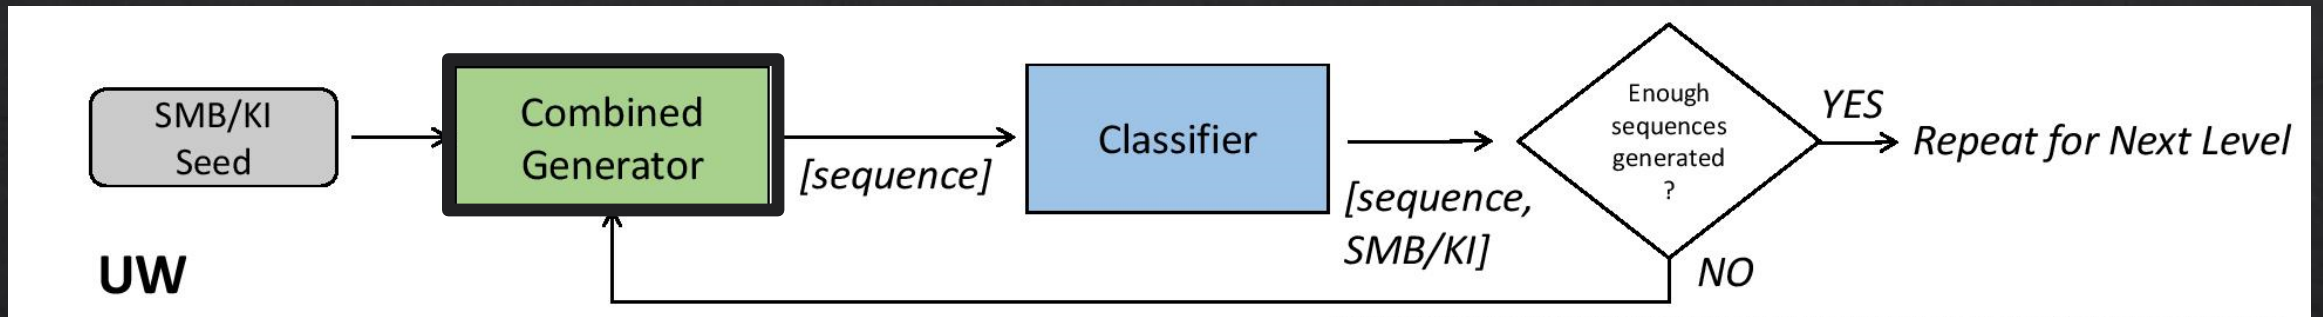 SMB/KI
Seed
Combined
Generator
[sequence]
Classifier
[sequence,
SMB/KI]
Enough
sequences
generated
?
YES
Repeat for Next Level
NO
UW